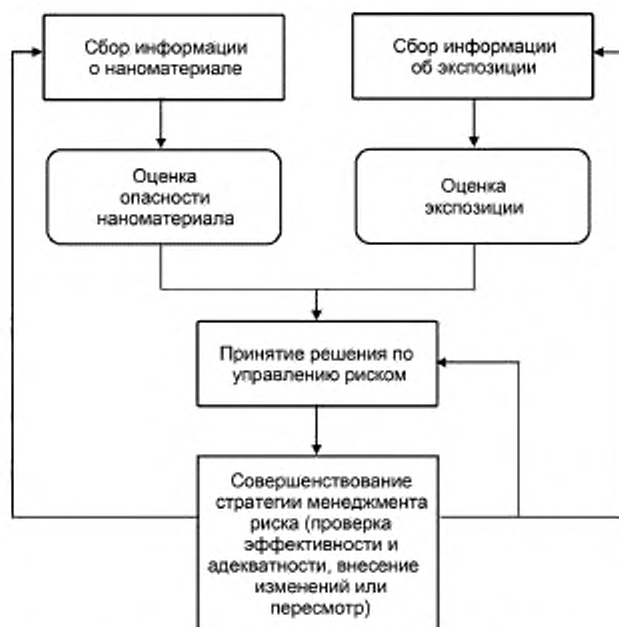 Сбор информации
о наноматериале
Сбор информации
об экспозиции
Оценка
опасности
наноматериала
Оценка
экспозиции
Принятие решения по
управлению риском
Совершенствование
стратегии менеджмента
риска (проверка
эффективности и
адекватности, внесение
изменений или
пересмотр)